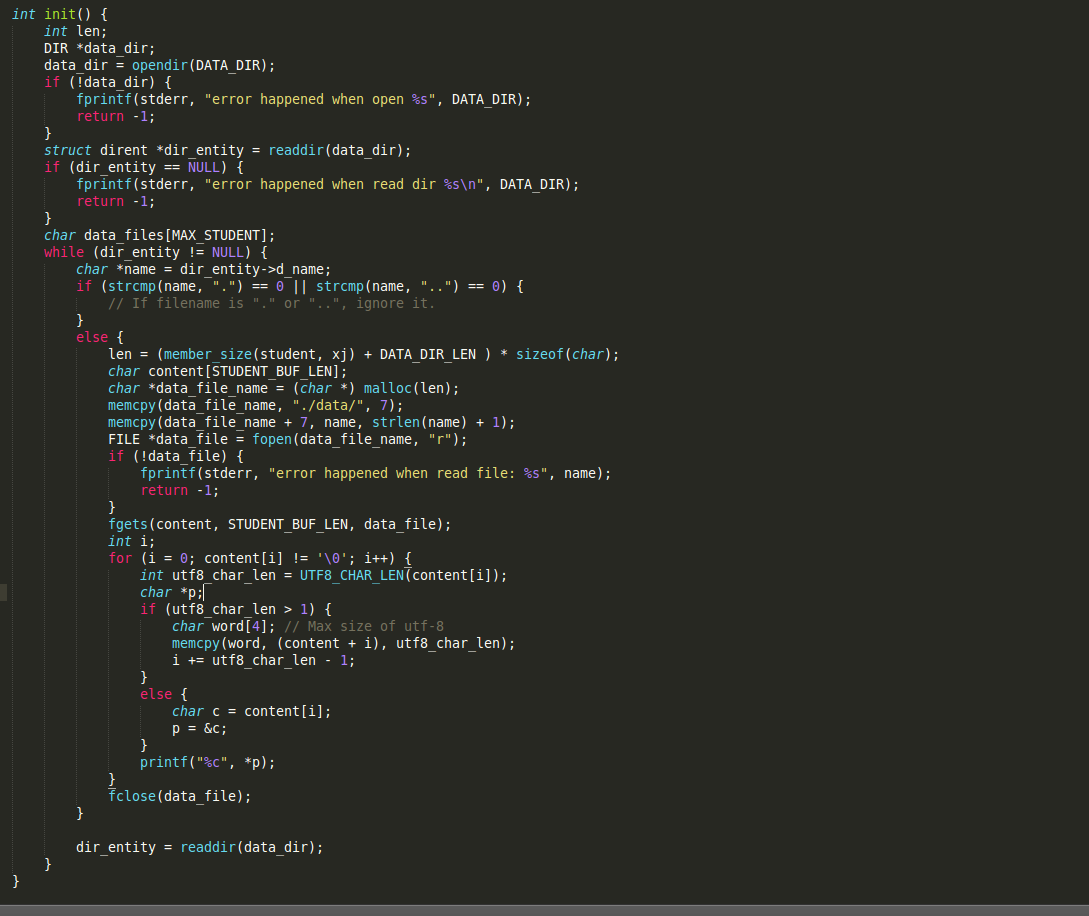 int init() {
    int len;
    DIR *data_dir;
    data_dir = opendir(DATA_DIR);
    if (!data_dir) {
        fprintf(stderr, "error happened when open %s", DATA_DIR);
        return -1;
    }
    struct dirent *dir_entity = readdir(data_dir);
    if (dir_entity == NULL) {
        fprintf(stderr, "error happened when read dir %s\n", DATA_DIR);
        return -1;
    }
    char data_files[MAX_STUDENT];
    while (dir_entity != NULL) {
        char *name = dir_entity->d_name;
        if (strcmp(name, ".") == 0 || strcmp(name, "..") == 0) {
            // If filename is "." or "..", ignore it.
        }
        else {
            len = (member_size(student, xj) + DATA_DIR_LEN ) * sizeof(char);
            char content[STUDENT_BUF_LEN];
            char *data_file_name = (char *) malloc(len);
            memcpy(data_file_name, "./data/", 7);
            memcpy(data_file_name + 7, name, strlen(name) + 1);
            FILE *data_file = fopen(data_file_name, "r");
            if (!data_file) {
                fprintf(stderr, "error happened when read file: %s", name);
                return -1;
            }
            fgets(content, STUDENT_BUF_LEN, data_file);
            int i;
            for (i = 0; content[i] != '\0'; i++) {
                int utf8_char_len = UTF8_CHAR_LEN(content[i]);
                char *p;
                if (utf8_char_len > 1) {
                    char word[4]; // Max size of utf-8
                    memcpy(word, (content + i), utf8_char_len);
                    i += utf8_char_len - 1;
                }
                else {
                    char c = content[i];
                    p = &c;
                }
                printf("%c", *p);
            }
            fclose(data_file);
        }

        dir_entity = readdir(data_dir);
    }
}